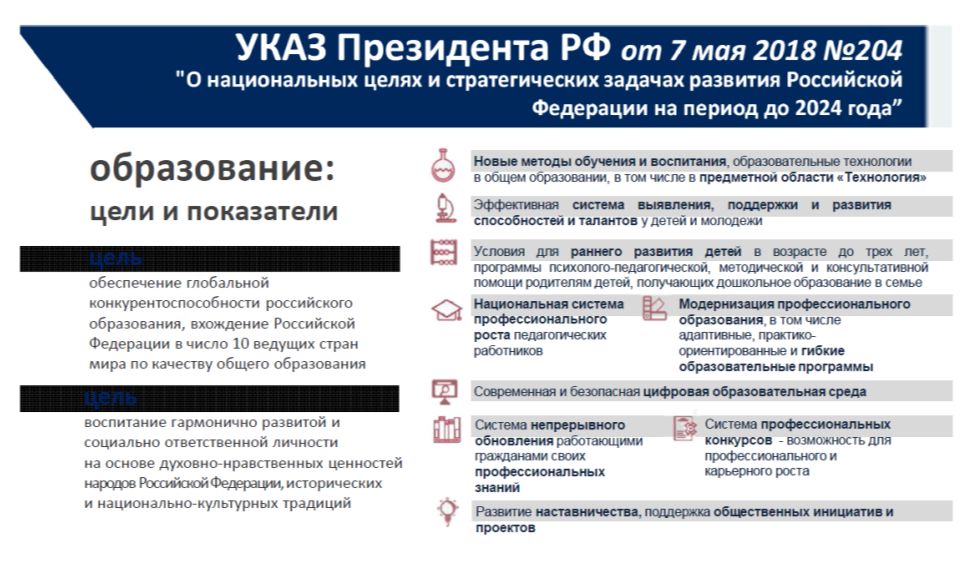 УКАЗ Президента РФ от 7 мая 2018 №204
"О национальных целях и стратегических задачах развития Российской
Федерации на период до 2024 года”
образование:
цели и показатели
цель
обеспечение глобальной
конкурентоспособности российского
образования, вхождение Российской
Федерации в число 10 ведущих стран
мира по качеству общего образования
цель
воспитание гармонично развитой и
социально ответственной личности
на основе духовно-нравственных ценностей
народов Российской Федерации, исторических
и национально-культурных традиций
Новые методы обучения и воспитания, образовательные технологии
в общем образовании, в том числе в предметной области «Технология»
Эффективная система выявления, поддержки и развития
способностей и талантов у детей и молодежи
Условия для раннего развития детей в возрасте до трех лет,
программы психолого-педагогической, методической и консультативной
помощи родителям детей, получающих дошкольное образование в семье
Национальная система
профессионального
роста педагогических
работников
Модернизация профессионального
образования, в том числе
адаптивные, практико-
ориентированные и гибкие
образовательные программы
Современная и безопасная цифровая образовательная среда
Система непрерывного
обновления работающими
гражданами своих
профессиональных
знаний
Система профессиональных
конкурсов - возможность для
профессионального и
карьерного роста
Развитие наставничества, поддержка общественных инициатив и
проектов